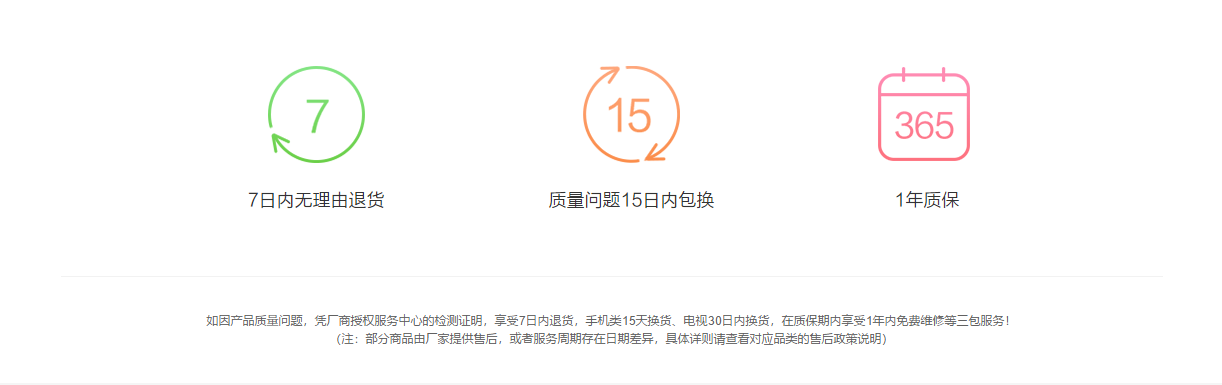 7
15
365
7日内无理由退货
质量问题15日内包换
1年质保
如因产品质量问题，凭厂商授权服务中心的检测证明，享受7日内退货，手机类15天换货、电视30日内换货，在质保期内享受1年内免费维修等三包服务！
(注：部分商品由厂家提供售后，或者服务周期存在日期差异，具体详则请查看对应品类的售后政策说明)